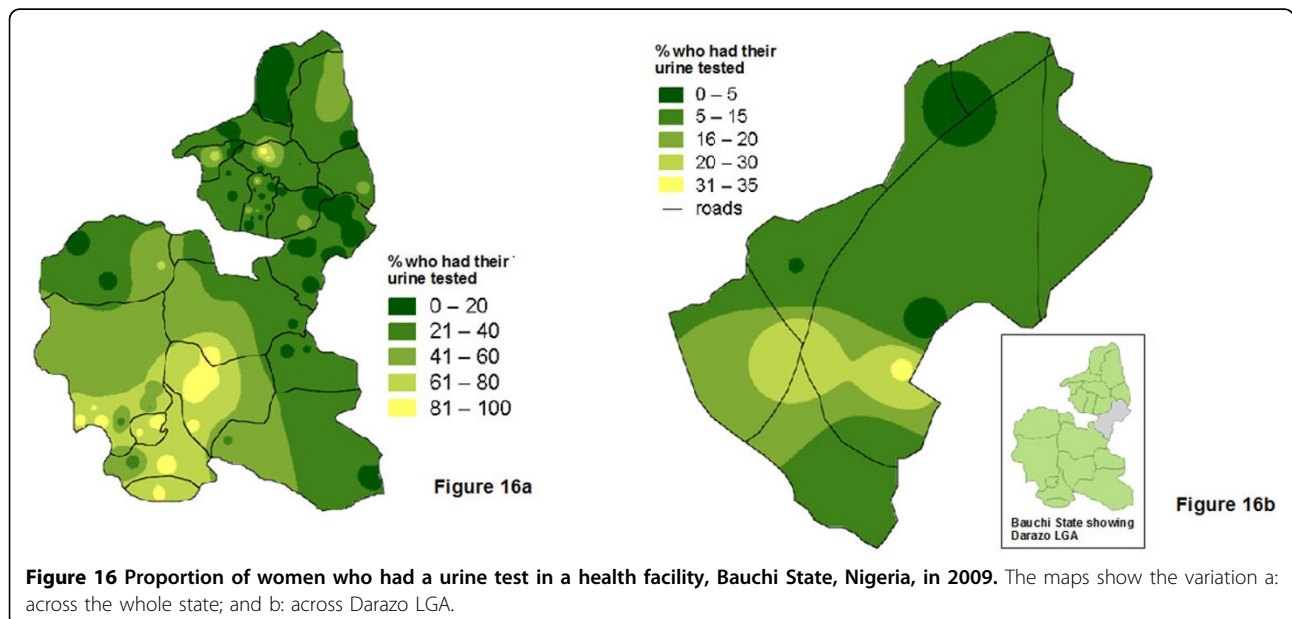 % who had their
urine tested
0 – 20
21 – 40
41 – 60
61 – 80
81 – 100
Figure 16a
% who had their
urine tested
0 – 5
5 – 15
16 – 20
20 – 30
31 – 35
roads
Bauchi State showing
Darazo LGA
Figure 16b
Figure 16 Proportion of women who had a urine test in a health facility, Bauchi State, Nigeria, in 2009. The maps show the variation a:
across the whole state; and b: across Darazo LGA.